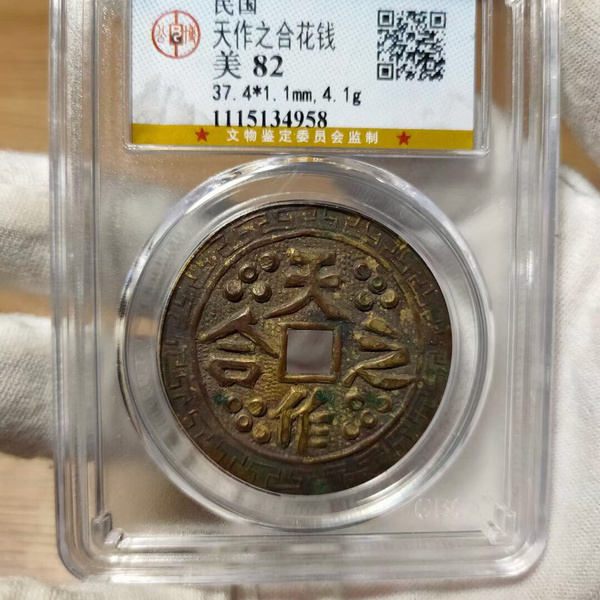 民国
天作之合花钱
美 82
37.4*1.1mm,4.1g
1115134958
★ 文物鉴定委员会监制 ★
天
合 之
作